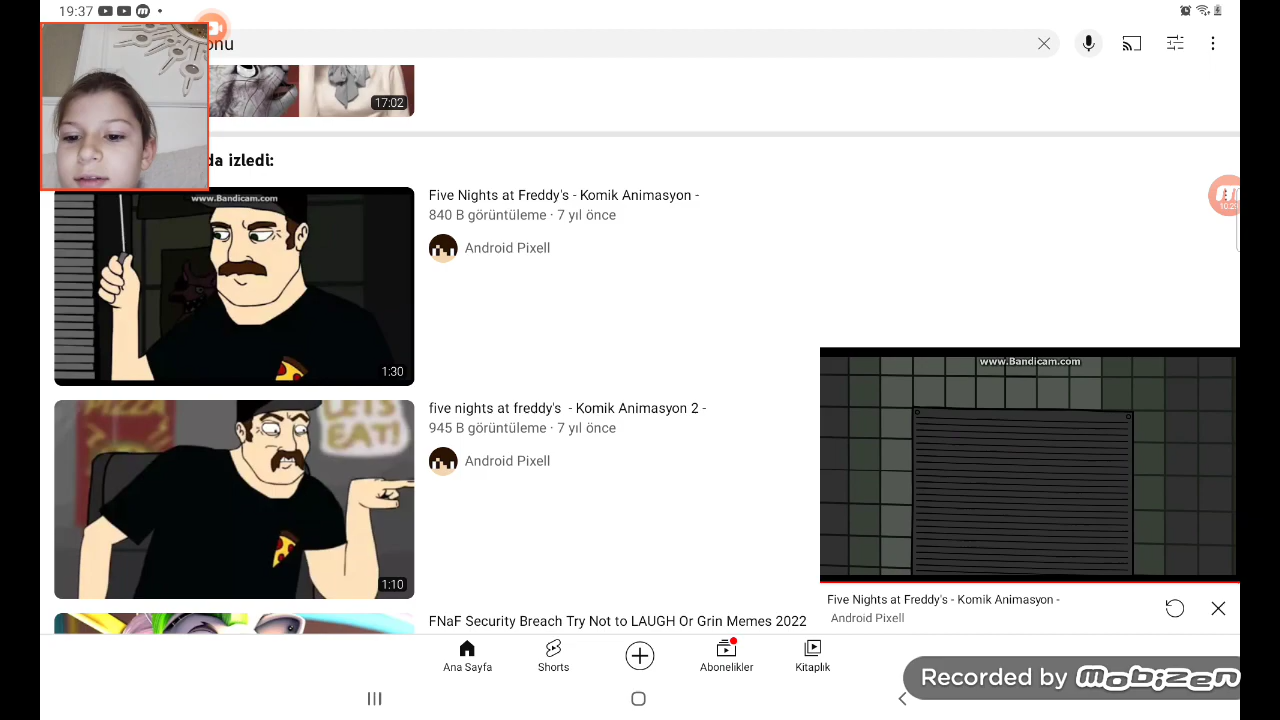 19:37
onu
17:02
da izledi:
www.Bandicam.com
1:30
Five Nights at Freddy's - Komik Animasyon -
840 B görüntüleme · 7 yıl önce
Android Pixell
PIZZA
LETS
EAT!
1:10
five nights at freddy's - Komik Animasyon 2 -
945 B görüntüleme · 7 yıl önce
Android Pixell
www.Bandicam.com
Five Nights at Freddy's - Komik Animasyon -
Android Pixell
FNaF Security Breach Try Not to LAUGH Or Grin Memes 2022
Ana Sayfa
Shorts
Abonelikler
Kitaplık
Recorded by mobizen